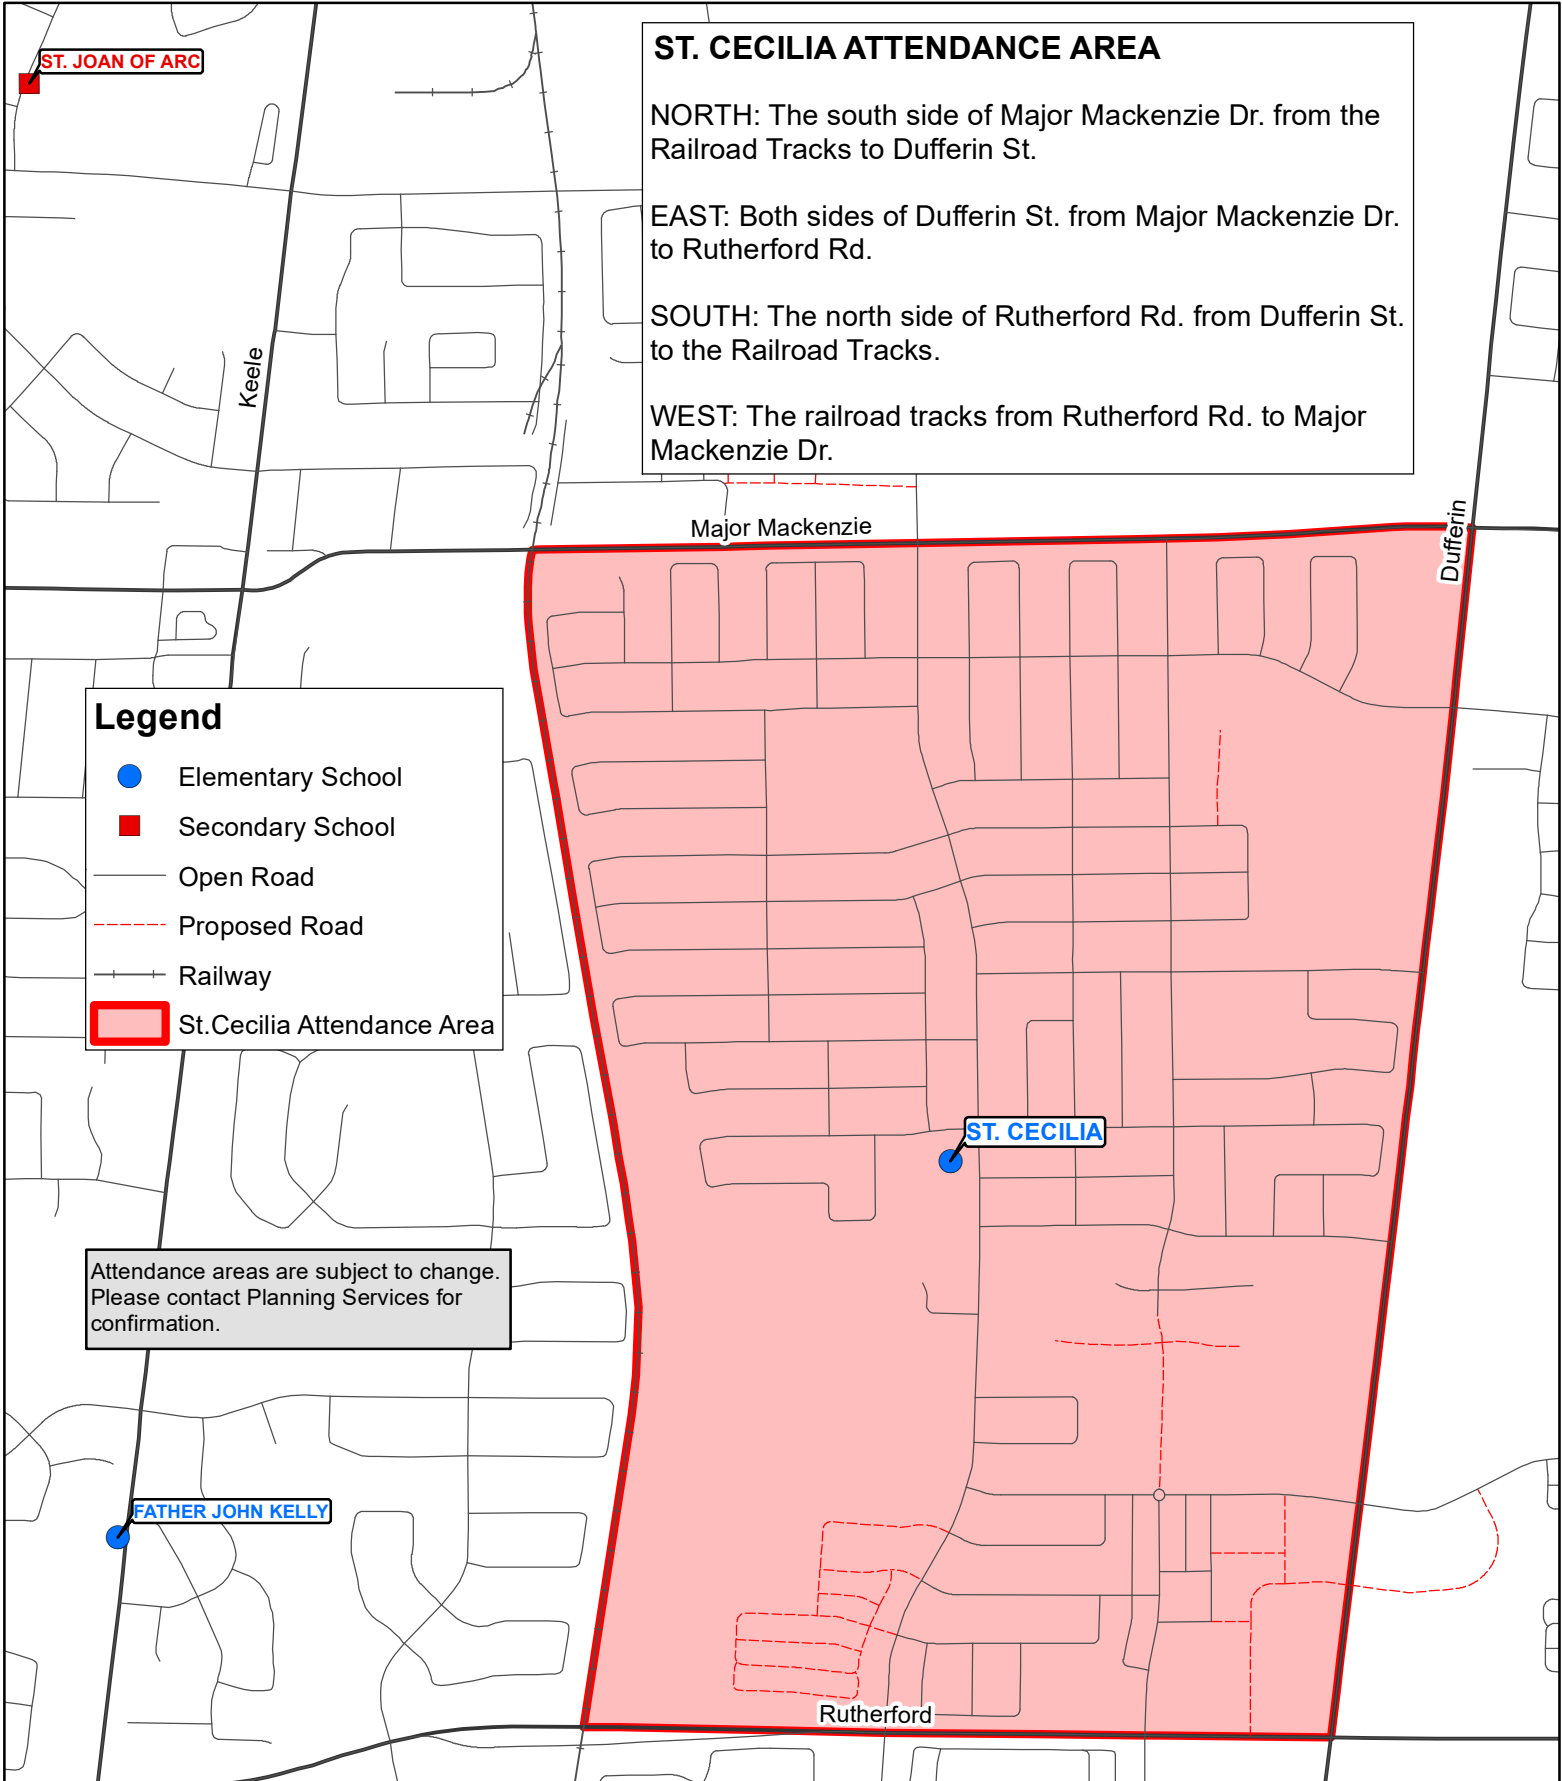 ST. JOAN OF ARC
ST. CECILIA ATTENDANCE AREA
NORTH: The south side of Major Mackenzie Dr. from the
Railroad Tracks to Dufferin St.
EAST: Both sides of Dufferin St. from Major Mackenzie Dr.
to Rutherford Rd.
SOUTH: The north side of Rutherford Rd. from Dufferin St.
to the Railroad Tracks.
WEST: The railroad tracks from Rutherford Rd. to Major
Mackenzie Dr.
Keele
Major Mackenzie
Dufferin
Legend
Elementary School
Secondary School
Open Road
Proposed Road
Railway
St.Cecilia Attendance Area
ST. CECILIA
Attendance areas are subject to change.
Please contact Planning Services for
confirmation.
FATHER JOHN KELLY
Rutherford